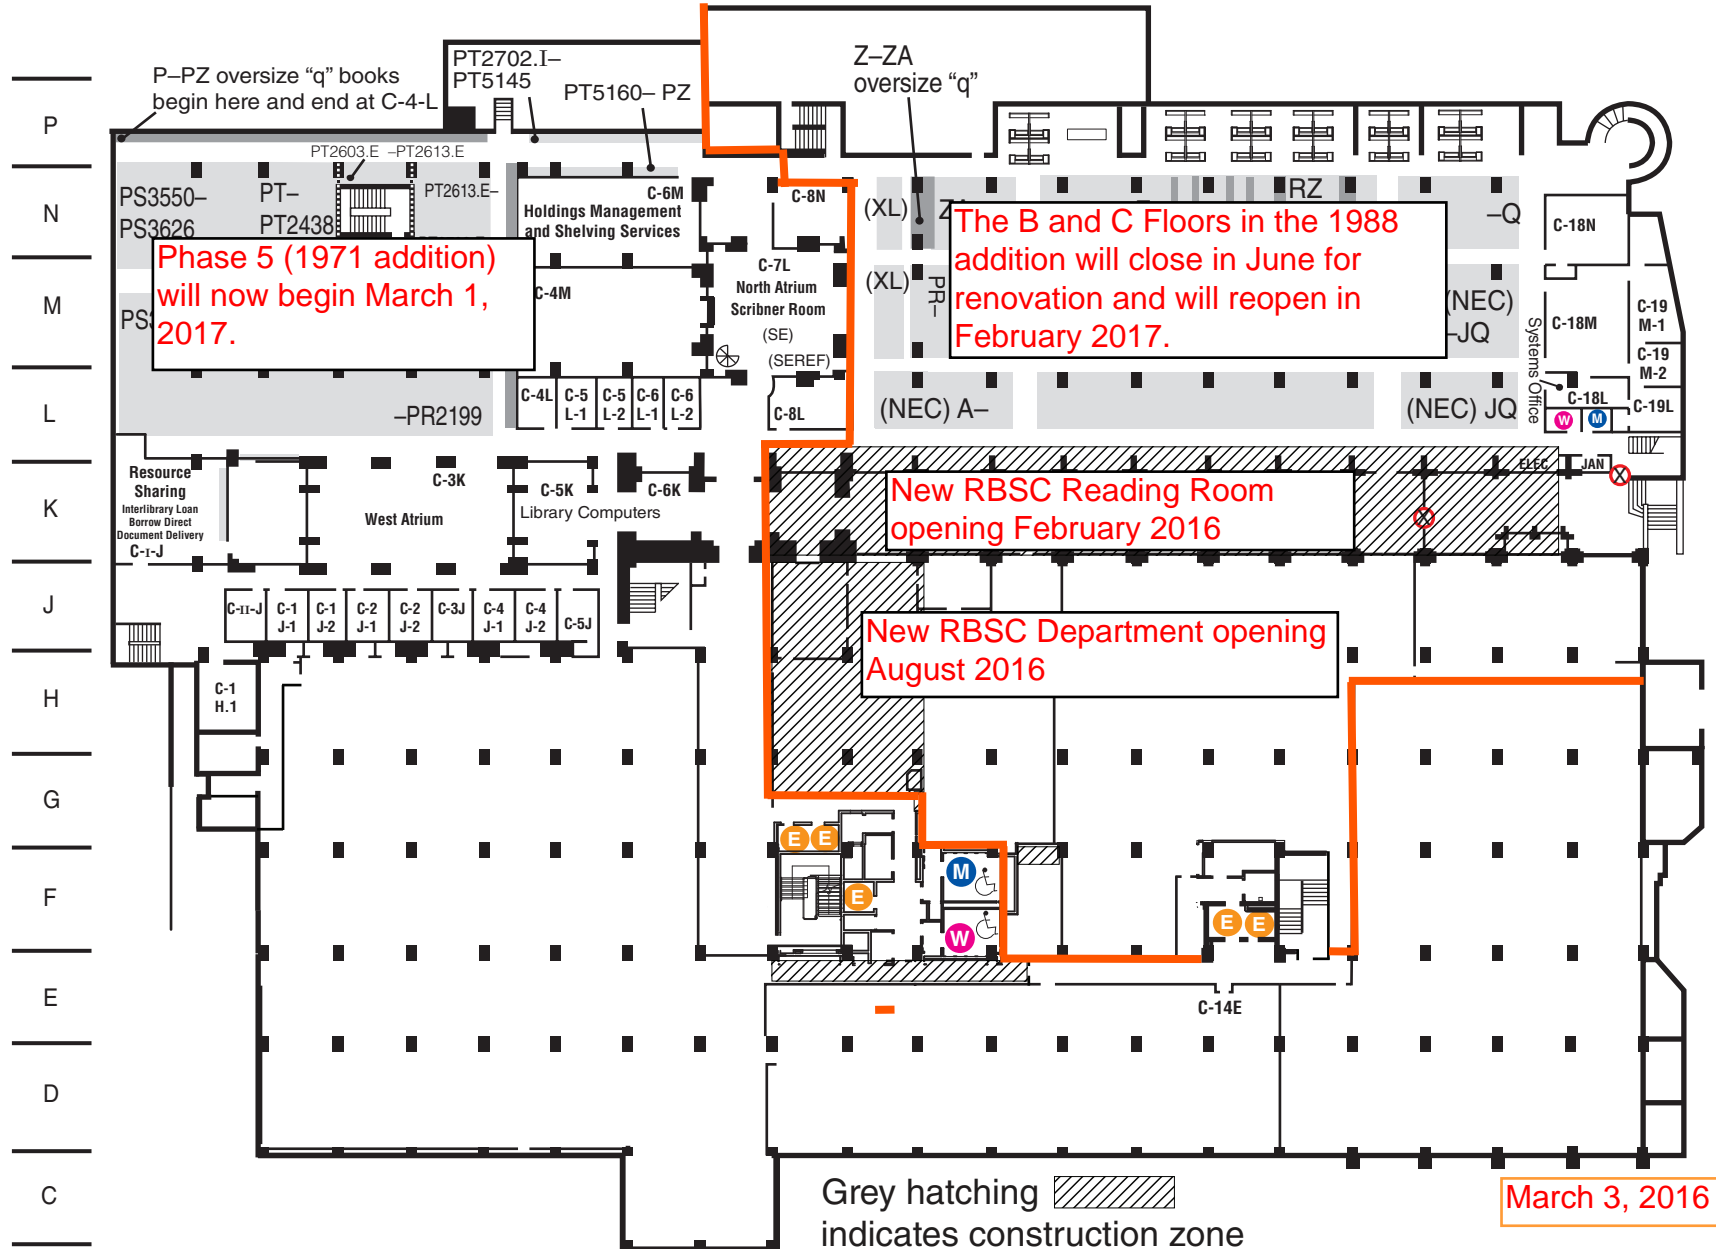 P–PZ oversize “q” books
begin here and end at C-4-L
PT2702.I–
PT5145
PT5160– PZ
Z–ZA
oversize “q”
P
N
M
L
K
J
H
G
F
E
D
C
PT2603.E –PT2613.E
PS3550–
PS3626
PT–
PT2438
PT2613.E–
C-6M
Holdings Management
and Shelving Services
C-8N
(XL)
RZ
–Q
C-18N
Phase 5 (1971 addition)
will now begin March 1,
2017.
C-4M
C-7L
North Atrium
Scribner Room
(SE)
(SEREF)
(XL)
PR–
The B and C Floors in the 1988
addition will close in June for
renovation and will reopen in
February 2017.
(NEC)
–JQ
C-18M
C-19
M-1
C-19
M-2
Systems Office
–PR2199
C-4L
C-5
L-1
C-5
L-2
C-6
L-1
C-6
L-2
C-8L
(NEC) A–
(NEC) JQ
C-18L
C-19L
W
M
Resource
Sharing
Interlibrary Loan
Borrow Direct
Document Delivery
C-I-J
C-3K
West Atrium
C-5K
Library Computers
C-6K
New RBSC Reading Room
opening February 2016
ELEC
JAN
X
X
C-II-J
C-1
J-1
C-1
J-2
C-2
J-1
C-2
J-2
C-3J
C-4
J-1
C-4
J-2
C-5J
New RBSC Department opening
August 2016
C-1
H.1
E
E
E
M
W
E
E
C-14E
Grey hatching
indicates construction zone
March 3, 2016